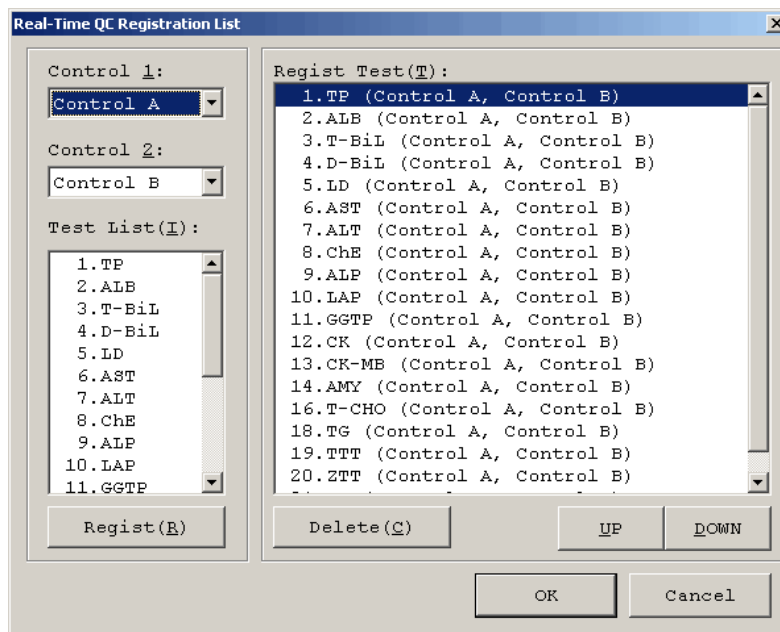 Real-Time QC Registration List
Control 1:
Control A
Control 2:
Control B
Test List(I):
1.TP
2.ALB
3.T-BiL
4.D-BiL
5.LD
6.AST
7.ALT
8.ChE
9.ALP
10.LAP
11.GGTP
Regist(R)
Regist Test(T):
1.TP (Control A, Control B)
2.ALB (Control A, Control B)
3.T-BiL (Control A, Control B)
4.D-BiL (Control A, Control B)
5.LD (Control A, Control B)
6.AST (Control A, Control B)
7.ALT (Control A, Control B)
8.ChE (Control A, Control B)
9.ALP (Control A, Control B)
10.LAP (Control A, Control B)
11.GGTP (Control A, Control B)
12.CK (Control A, Control B)
13.CK-MB (Control A, Control B)
14.AMY (Control A, Control B)
16.T-CHO (Control A, Control B)
18.TG (Control A, Control B)
19.TTT (Control A, Control B)
20.ZTT (Control A, Control B)
Delete(C)
UP
DOWN
OK
Cancel